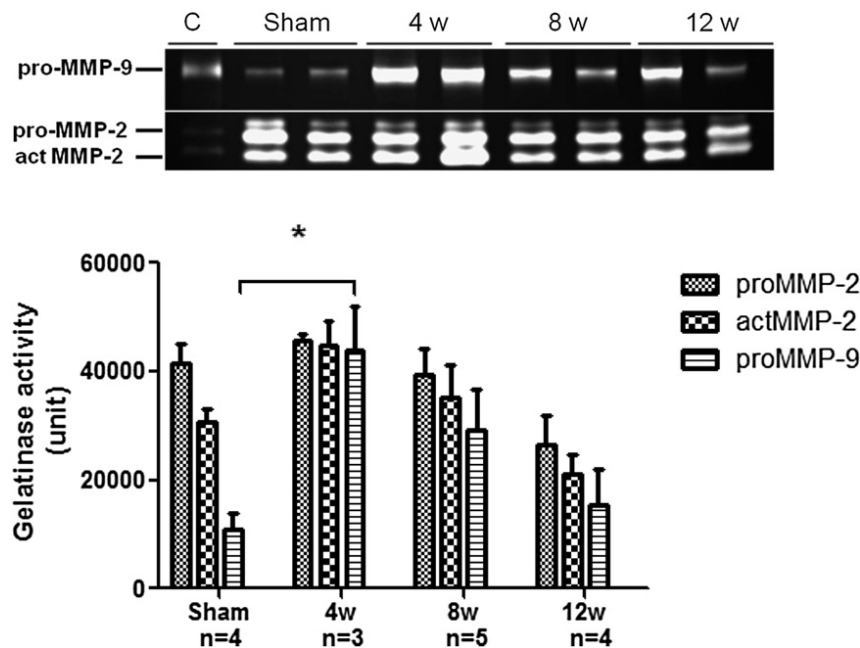 C Sham 4 w 8 w 12 w
pro-MMP-9
pro-MMP-2
act MMP-2
*
60000
40000
20000
0
Gelatinase activity
(unit)
proMMP-2
actMMP-2
proMMP-9
Sham 4w 8w 12w
n=4 n=3 n=5 n=4